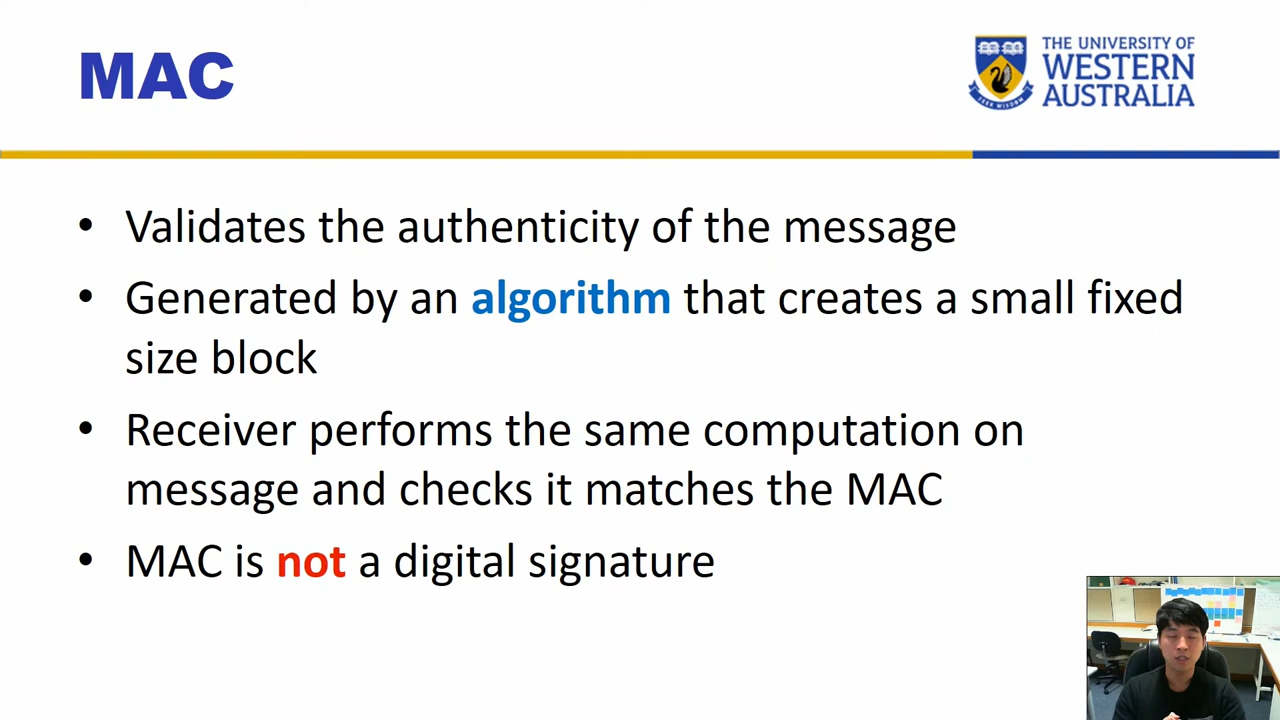 MAC
THE UNIVERSITY OF
WESTERN
AUSTRALIA
SEEK WISDOM
• Validates the authenticity of the message
• Generated by an algorithm that creates a small fixed
size block
• Receiver performs the same computation on
message and checks it matches the MAC
• MAC is not a digital signature